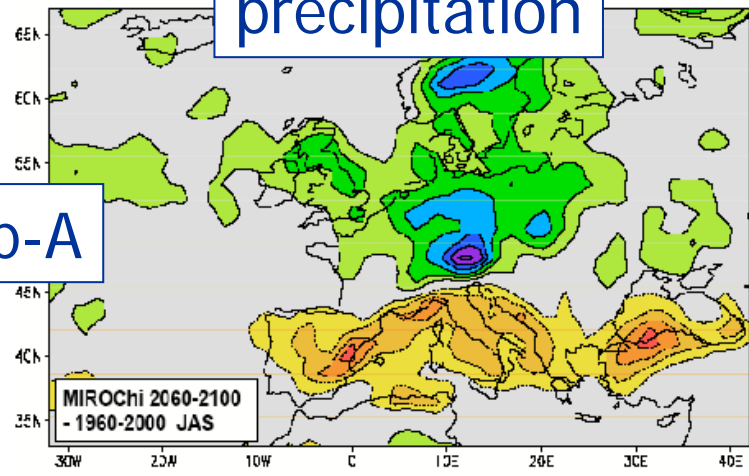 precipitation
65N
60N
55N
o-A
45N
40N
35N
MIROChi 2060-2100
- 1960-2000 JAS
30W 20W 10W 0 10E 20E 30E 40E